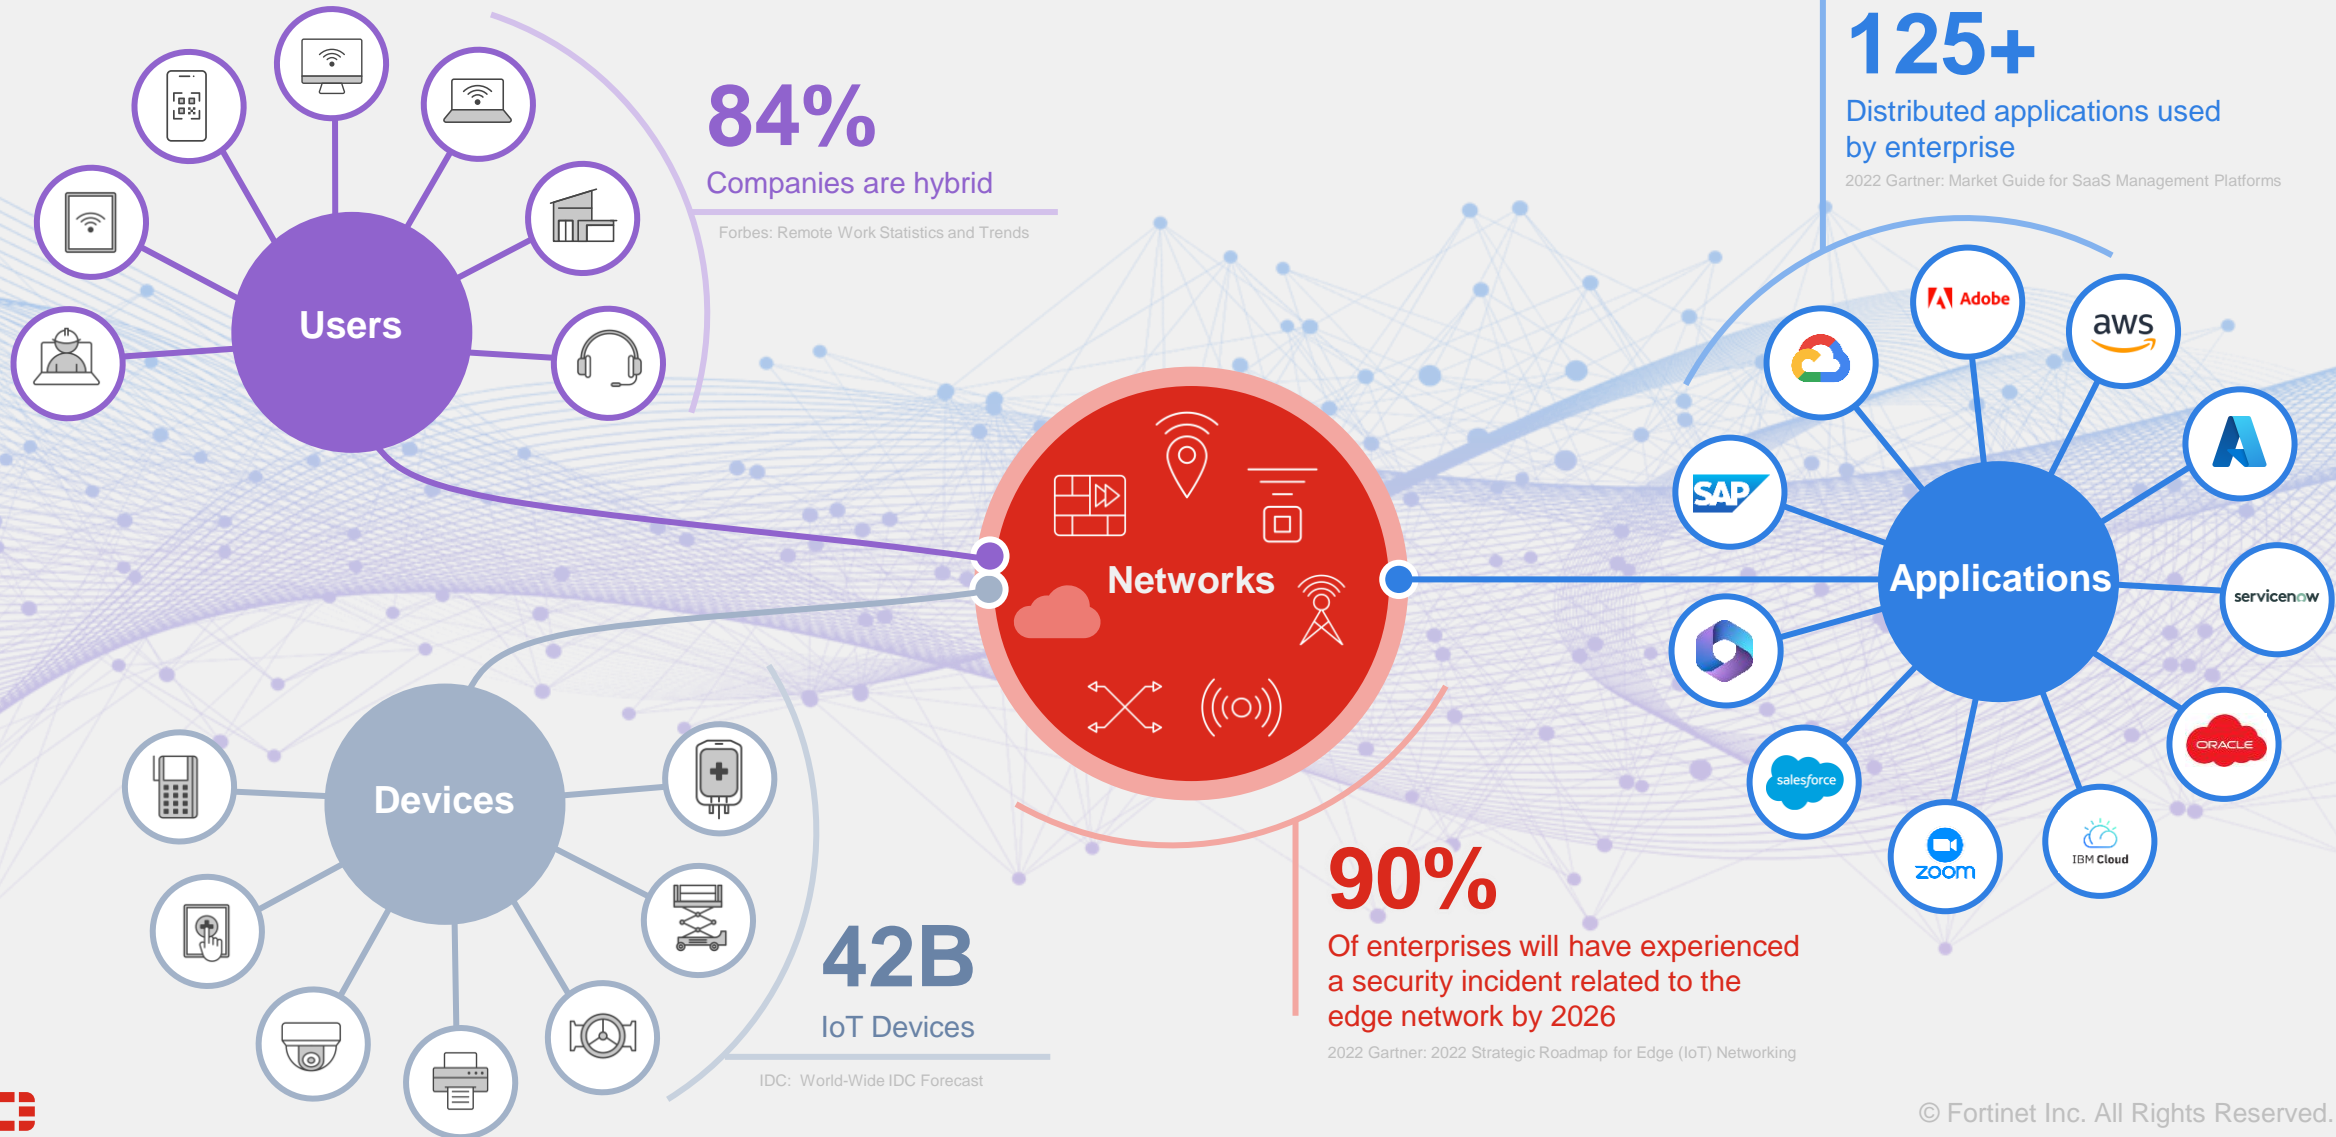 84%
Companies are hybrid
Forbes: Remote Work Statistics and Trends
Users
125+
Distributed applications used
by enterprise
2022 Gartner: Market Guide for SaaS Management Platforms
Adobe
aws
SAP
servicenow
ORACLE
IBM Cloud
zoom
salesforce
Applications
Networks
Devices
42B
IoT Devices
IDC: World-Wide IDC Forecast
90%
Of enterprises will have experienced
a security incident related to the
edge network by 2026
2022 Gartner: 2022 Strategic Roadmap for Edge (IoT) Networking
© Fortinet Inc. All Rights Reserved.